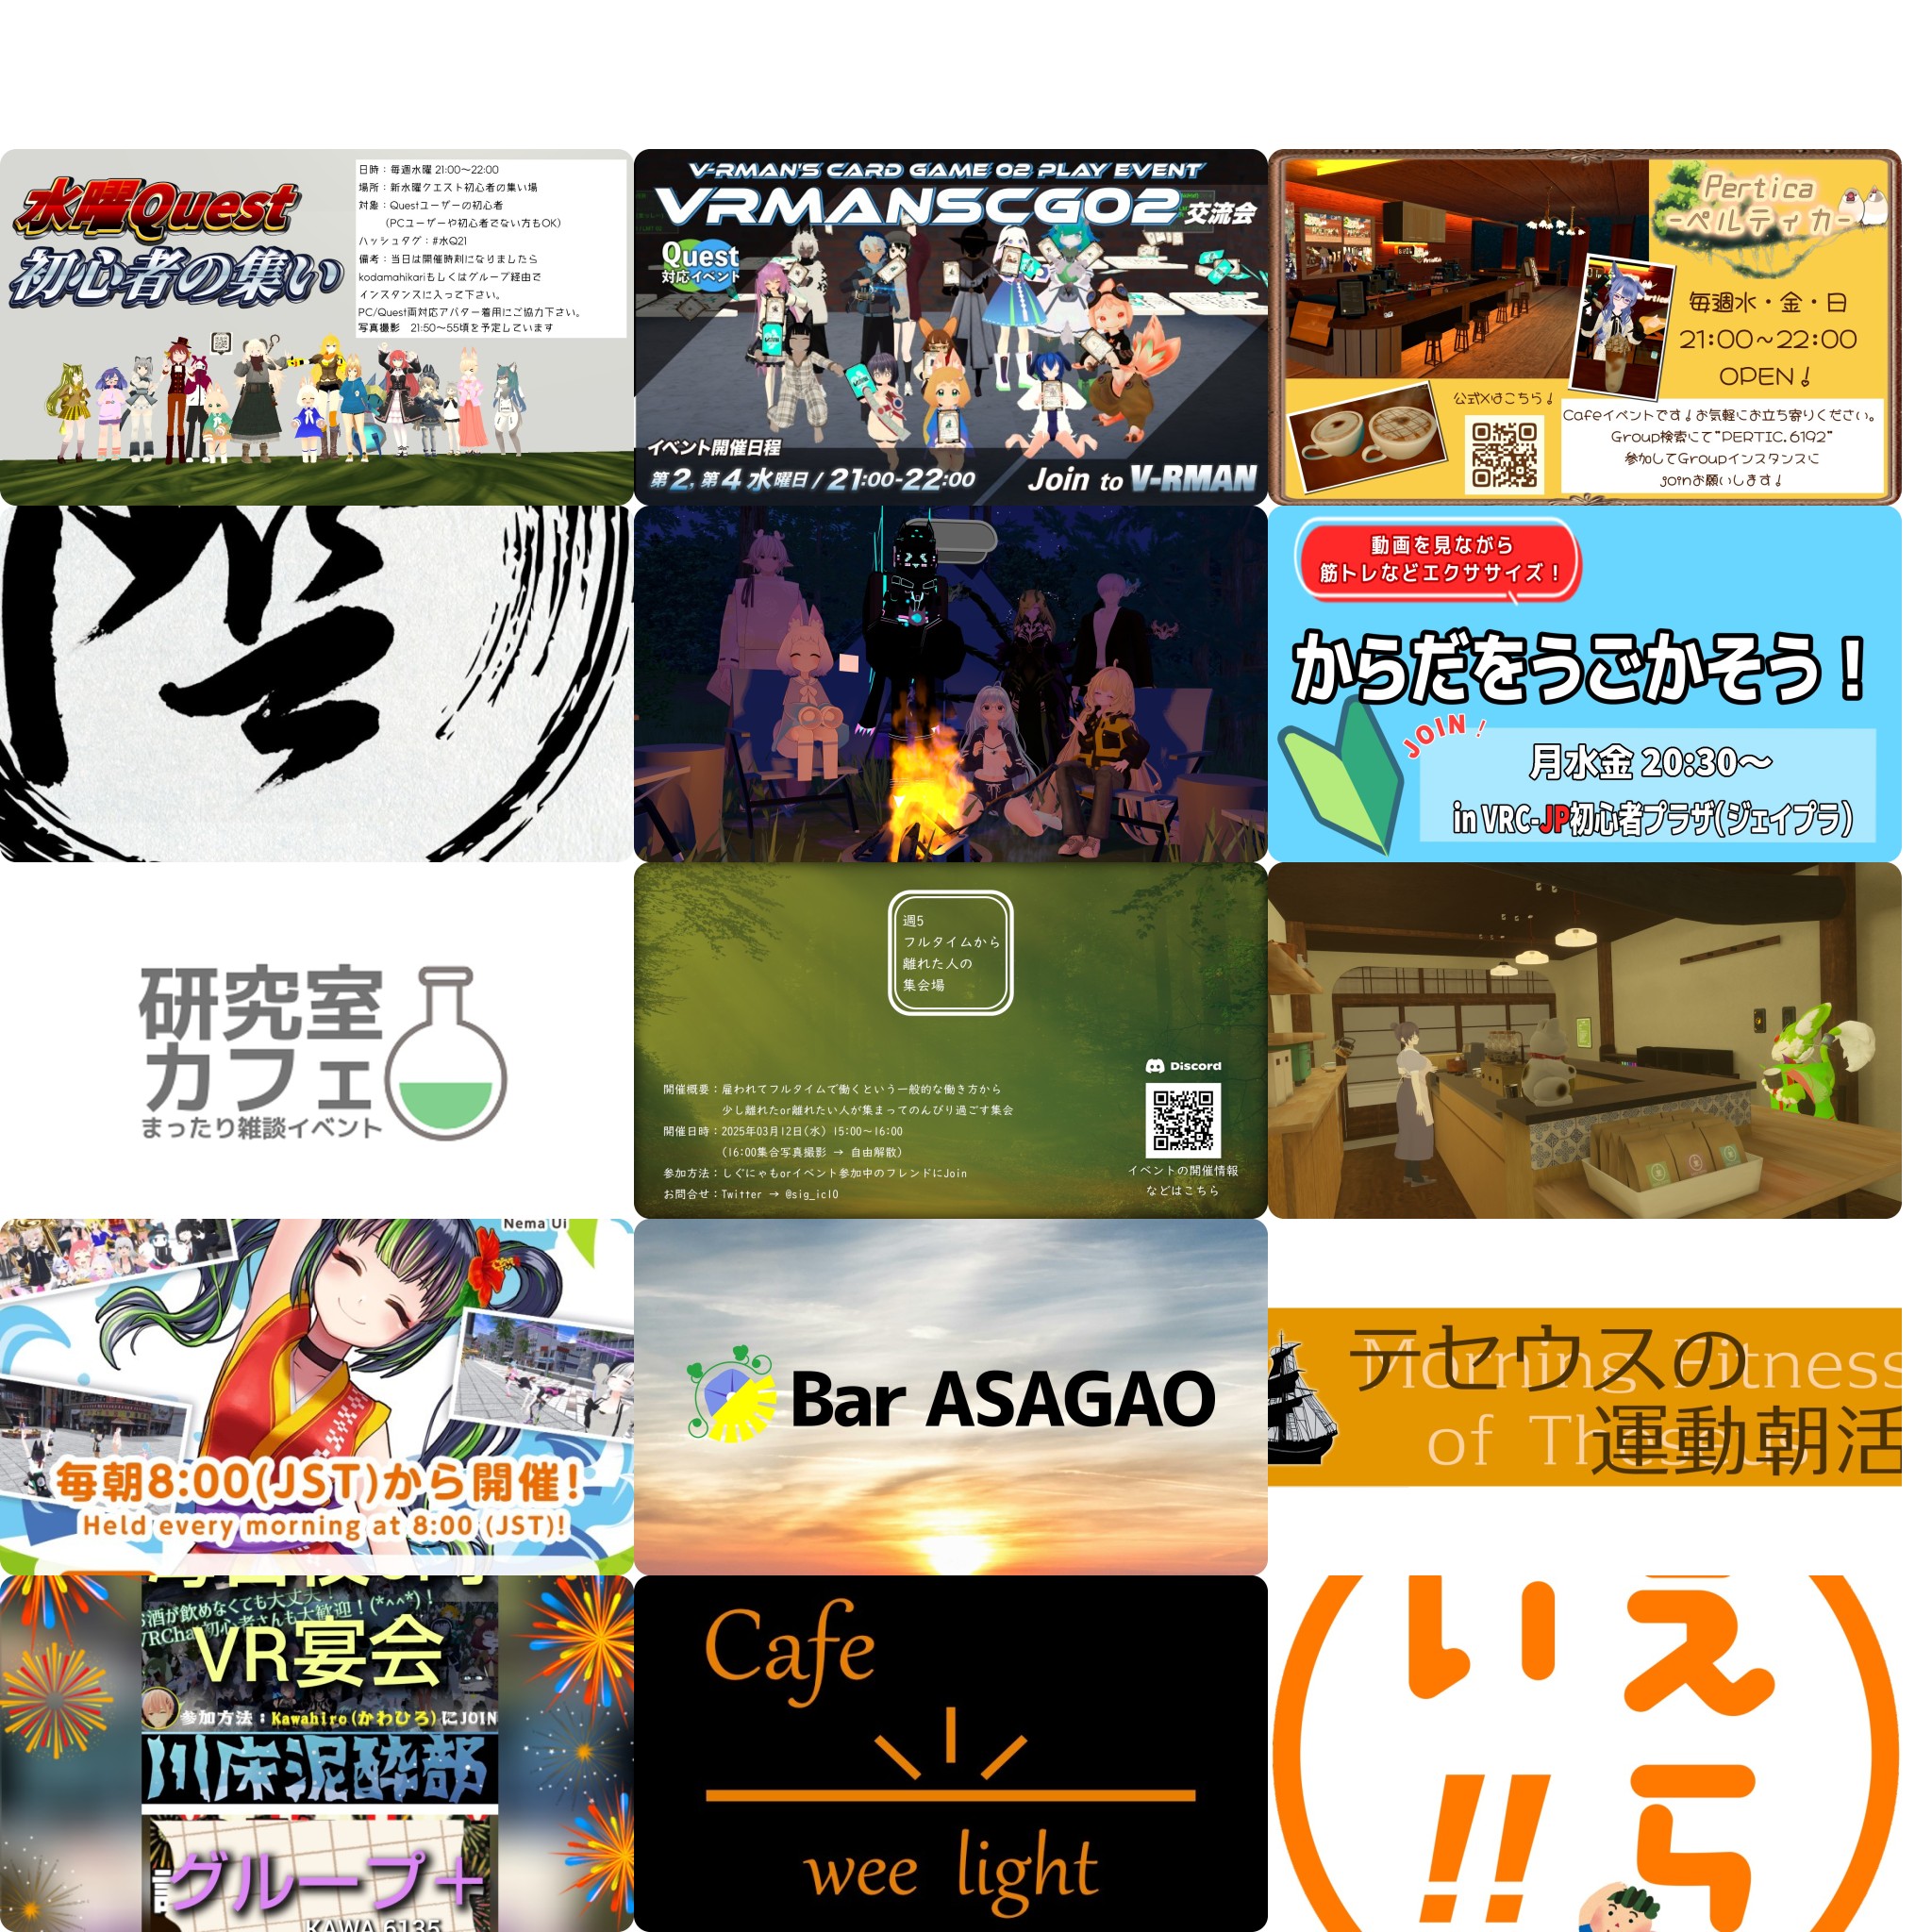 水曜Quest
初心者の集い
日時：毎週水曜 21:00～22:00
場所：新水曜クエスト初心者の集い場
対象：Questユーザーの初心者
（PCユーザーや初心者でない方もOK）
ハッシュタグ：#水Q21
備考：当日は開催時刻になりましたら
kodamahikariもしくはグループ経由で
インスタンスに入って下さい。
PC/Quest両対応アバター着用にご協力下さい。
写真撮影　21:50～55頃を予定しています
V-RMAN'S CARD GAME 02 PLAY EVENT
VRMANSCG02 交流会
Quest
対応イベント
イベント開催日程
第2, 第4 水曜日 / 21:00-22:00
Join to V-RMAN
Pertica
-ペルティカ-
毎週水・金・日
21:00～22:00
OPEN！
公式Xはこちら！
Cafeイベントです！お気軽にお立ち寄りください。
Group検索にて"PERTIC.6192"
参加してGroupインスタンスに
joinお願いします！
動画を見ながら
筋トレなどエクササイズ！
からだをうごかそう！
JOIN！
月水金 20:30～
in VRC-JP初心者プラザ(ジェイプラ)
研究室
カフェ
まったり雑談イベント
週5
フルタイムから
離れた人の
集会場
開催概要：雇われてフルタイムで働くという一般的な働き方から
少し離れたor離れたい人が集まってのんびり過ごす集会
開催日時：2025年03月12日(水) 15:00～16:00
(16:00集合写真撮影 → 自由解散)
参加方法：しぐにゃもorイベント参加中のフレンドにJoin
お問合せ：Twitter → @sig_icl0
Discord
イベントの開催情報
などはこちら
Nema Ui
毎朝8:00(JST)から開催！
Held every morning at 8:00 (JST)!
Bar ASAGAO
テセウスの
運動朝活
Morning Fitness
of
お酒が飲めなくても大丈夫！
VRChat初心者さんも大歓迎！(*^^*)！
VR宴会
参加方法：Kawahiro(かわひろ)にJOIN
川床泥酔部
グループ＋
KAWA.6135
Cafe
wee light
いえ
!!ら